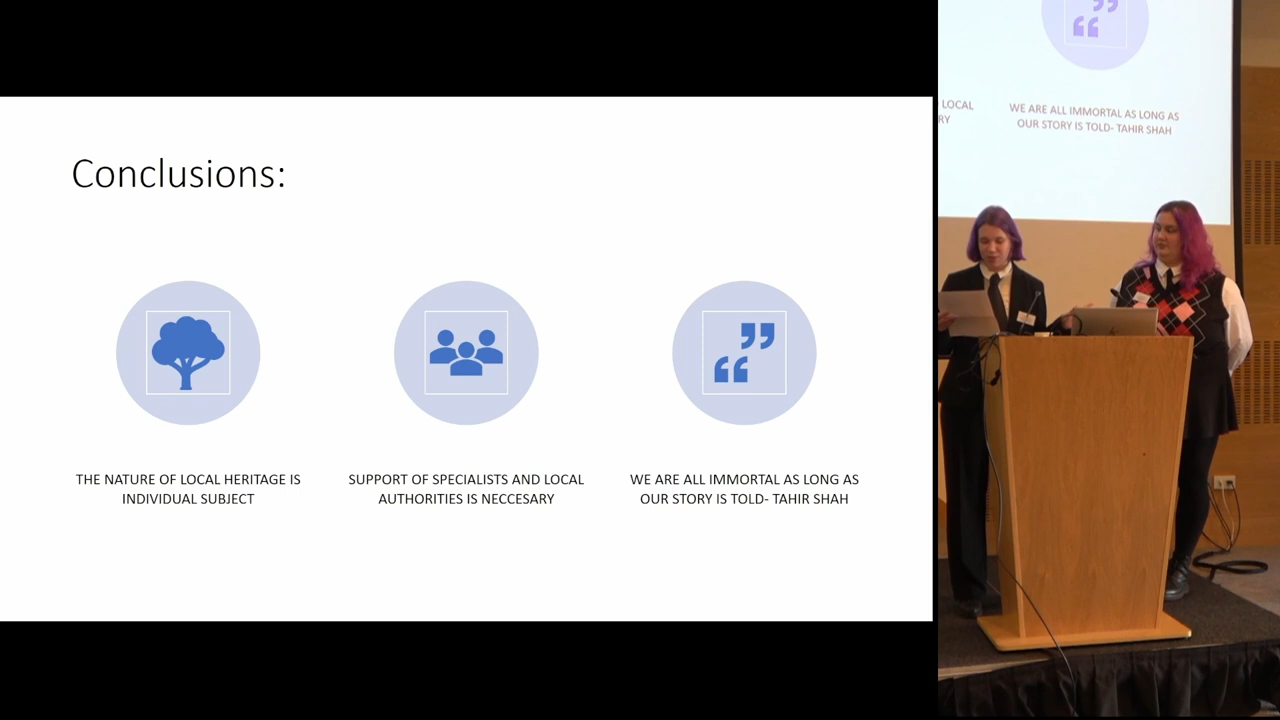 Conclusions:
THE NATURE OF LOCAL HERITAGE IS
INDIVIDUAL SUBJECT
SUPPORT OF SPECIALISTS AND LOCAL
AUTHORITIES IS NECCESARY
WE ARE ALL IMMORTAL AS LONG AS
OUR STORY IS TOLD- TAHIR SHAH
LOCAL
RY
WE ARE ALL IMMORTAL AS LONG AS
OUR STORY IS TOLD- TAHIR SHAH